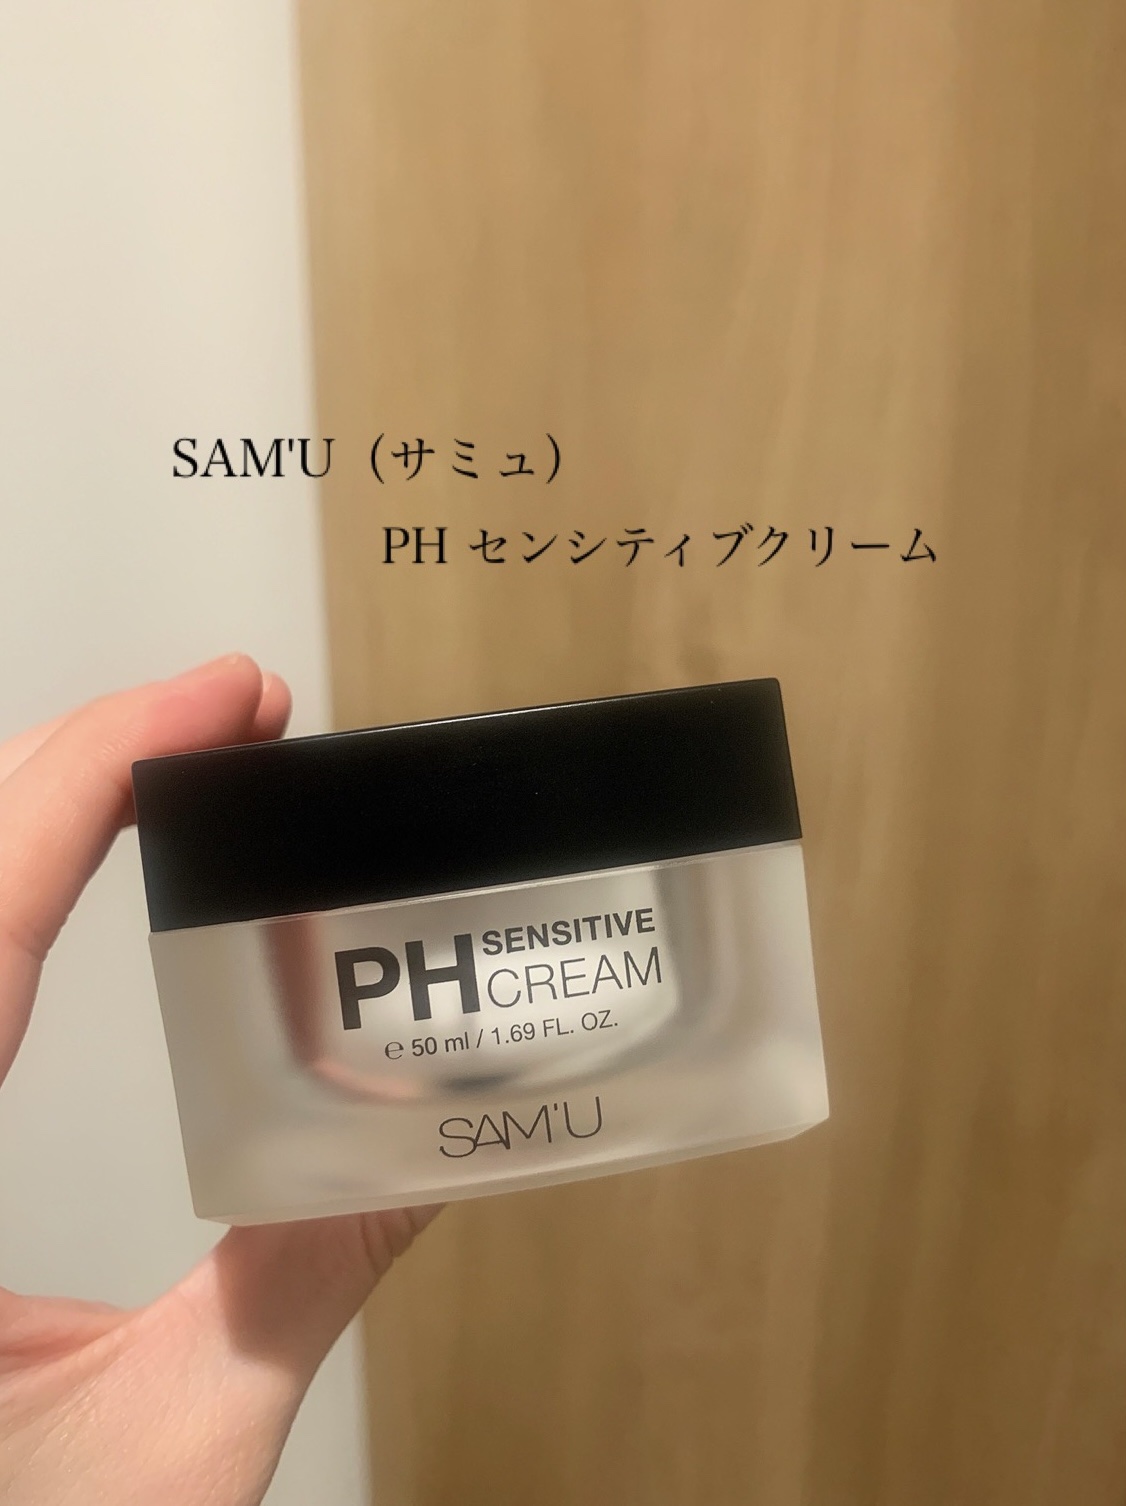 SAM'U（サミュ）
PH センシティブクリーム
PH SENSITIVE
CREAM
℮ 50 ml / 1.69 FL. OZ.
SAM'U